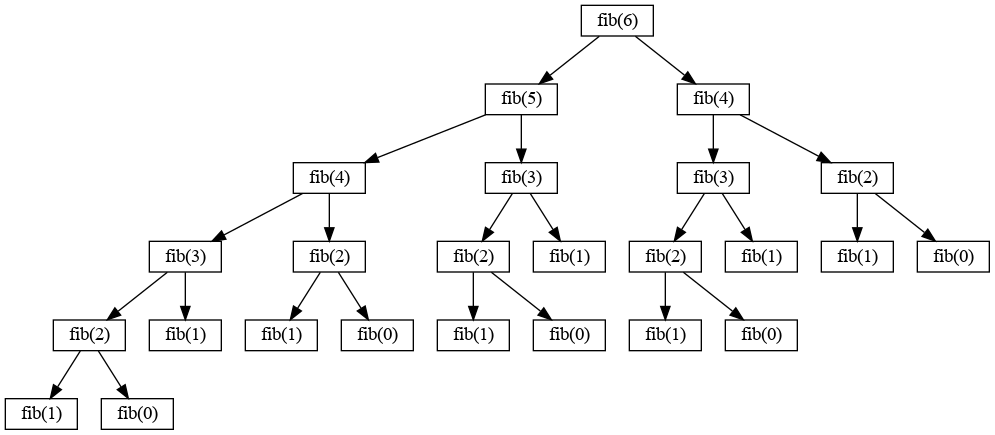 fib(6)
fib(5) fib(4)
fib(4) fib(3) fib(3) fib(2)
fib(3) fib(2) fib(2) fib(1) fib(2) fib(1) fib(1) fib(0)
fib(2) fib(1) fib(1) fib(0) fib(1) fib(0) fib(1) fib(0)
fib(1) fib(0)